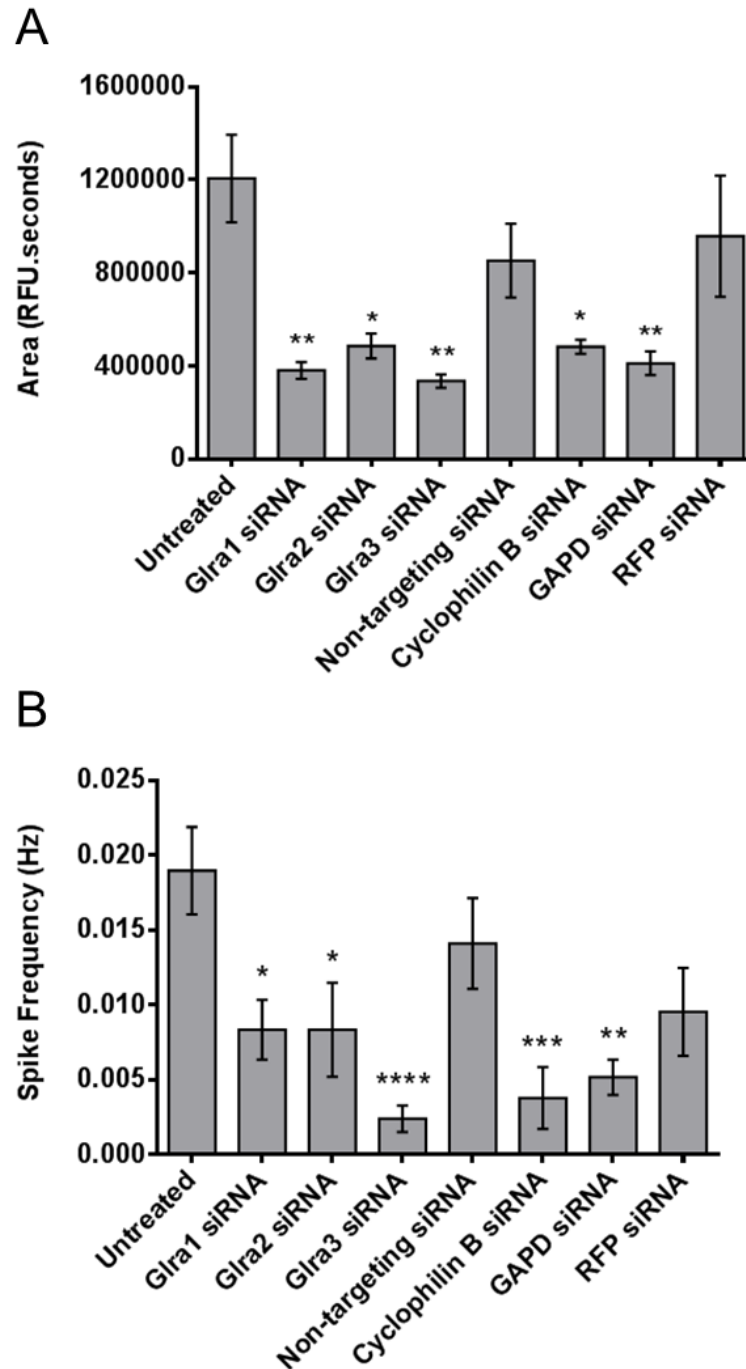 A
1600000
1200000
800000
400000
0
Area (RFU.seconds)
**
*
**
*
**
Untreated
Glra1 siRNA
Glra2 siRNA
Glra3 siRNA
Non-targeting siRNA
Cyclophilin B siRNA
GAPD siRNA
RFP siRNA
B
0.025
0.020
0.015
0.010
0.005
0.000
Spike Frequency (Hz)
*
*
****
***
**
Untreated
Glra1 siRNA
Glra2 siRNA
Glra3 siRNA
Non-targeting siRNA
Cyclophilin B siRNA
GAPD siRNA
RFP siRNA